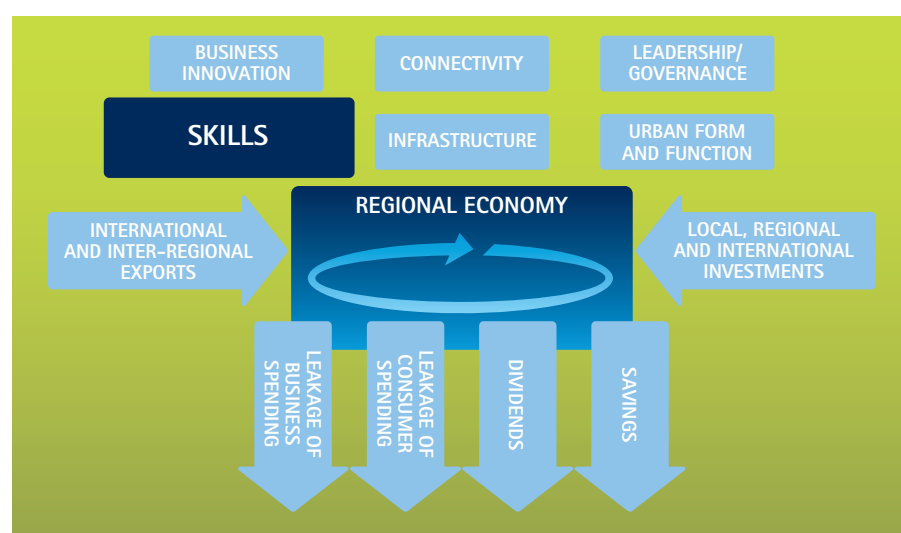 BUSINESS
INNOVATION
CONNECTIVITY
LEADERSHIP/
GOVERNANCE
SKILLS
INFRASTRUCTURE
URBAN FORM
AND FUNCTION
REGIONAL ECONOMY
INTERNATIONAL
AND INTER-REGIONAL
EXPORTS
LOCAL, REGIONAL
AND INTERNATIONAL
INVESTMENTS
LEAKAGE OF
BUSINESS
SPENDING
LEAKAGE OF
CONSUMER
SPENDING
DIVIDENDS
SAVINGS